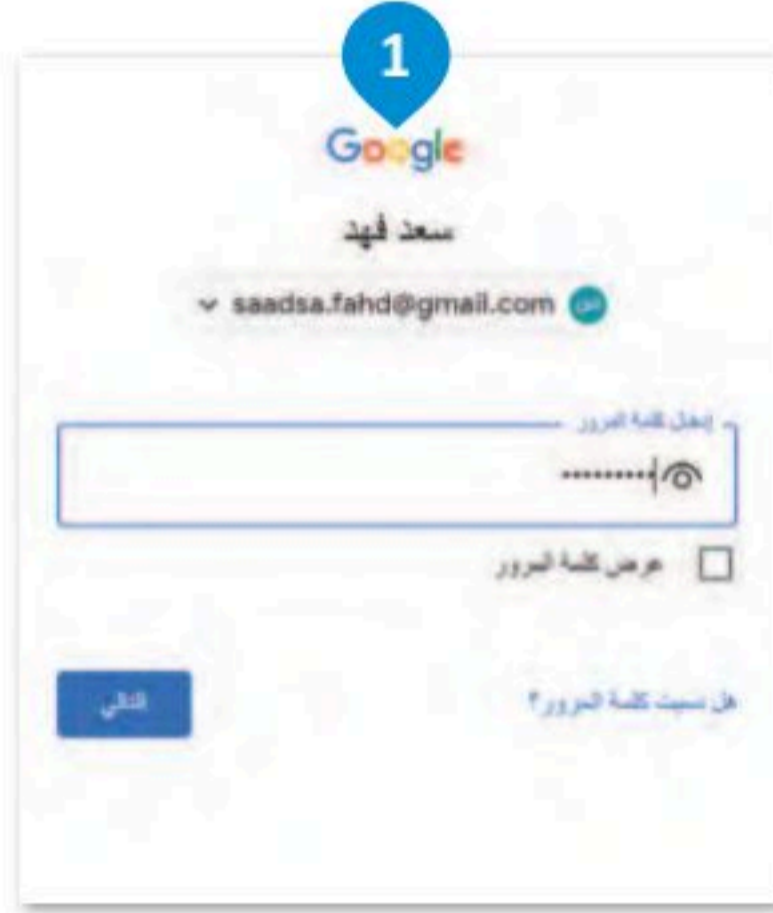 1
Google
سعد فهد
saadsa.fahd@gmail.com
إدخال كلمة المرور
عرض كلمة المرور
هل نسيت كلمة المرور؟
التالي